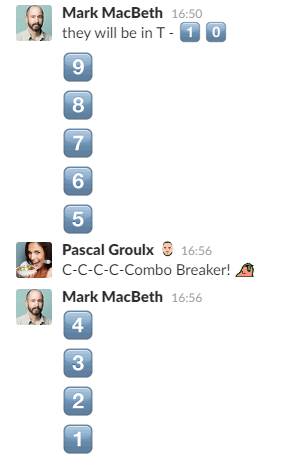 Mark MacBeth 16:50
they will be in T - 1 0
9
8
7
6
5
Pascal Groulx 16:56
C-C-C-C-Combo Breaker!
Mark MacBeth 16:56
4
3
2
1